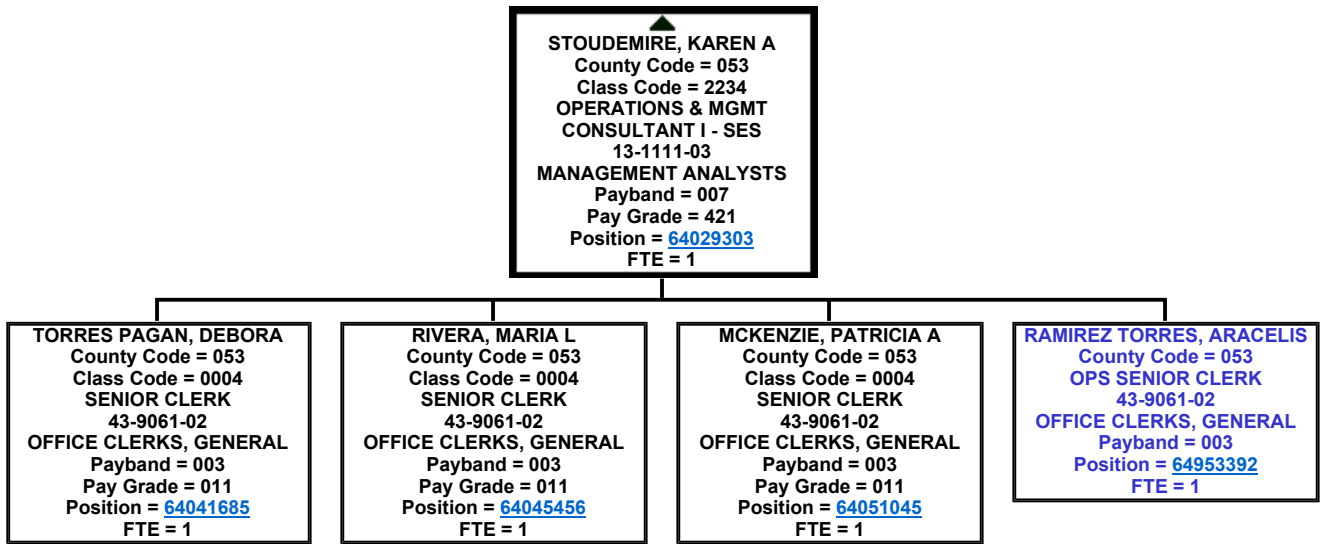 STOUDEMIRE, KAREN A
County Code = 053
Class Code = 2234
OPERATIONS & MGMT
CONSULTANT I - SES
13-1111-03
MANAGEMENT ANALYSTS
Payband = 007
Pay Grade = 421
Position = 64029303
FTE = 1
TORRES PAGAN, DEBORA
County Code = 053
Class Code = 0004
SENIOR CLERK
43-9061-02
OFFICE CLERKS, GENERAL
Payband = 003
Pay Grade = 011
Position = 64041685
FTE = 1
RIVERA, MARIA L
County Code = 053
Class Code = 0004
SENIOR CLERK
43-9061-02
OFFICE CLERKS, GENERAL
Payband = 003
Pay Grade = 011
Position = 64045456
FTE = 1
MCKENZIE, PATRICIA A
County Code = 053
Class Code = 0004
SENIOR CLERK
43-9061-02
OFFICE CLERKS, GENERAL
Payband = 003
Pay Grade = 011
Position = 64051045
FTE = 1
RAMIREZ TORRES, ARACELIS
County Code = 053
OPS SENIOR CLERK
43-9061-02
OFFICE CLERKS, GENERAL
Payband = 003
Position = 64953392
FTE = 1